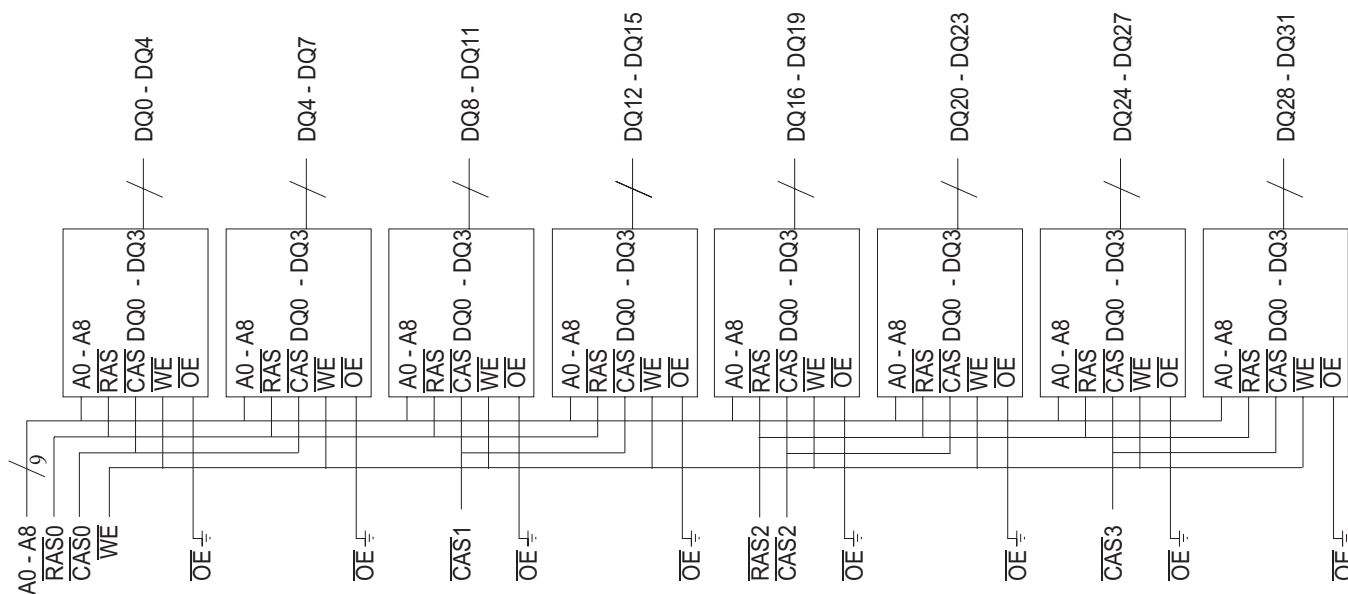 DQ0 - DQ4
DQ4 - DQ7
DQ8 - DQ11
DQ12 - DQ15
DQ16 - DQ19
DQ20 - DQ23
DQ24 - DQ27
DQ28 - DQ31
A0 - A8
RAS
CAS DQ0 - DQ3
WE
OE
A0 - A8
RAS
CAS DQ0 - DQ3
WE
OE
A0 - A8
RAS
CAS DQ0 - DQ3
WE
OE
A0 - A8
RAS
CAS DQ0 - DQ3
WE
OE
A0 - A8
RAS
CAS DQ0 - DQ3
WE
OE
A0 - A8
RAS
CAS DQ0 - DQ3
WE
OE
A0 - A8
RAS
CAS DQ0 - DQ3
WE
OE
A0 - A8
RAS
CAS DQ0 - DQ3
WE
OE
9
A0 - A8
RAS0
CAS0
WE
OE
OE
CAS1
OE
OE
RAS2
CAS2
OE
OE
CAS3
OE
OE